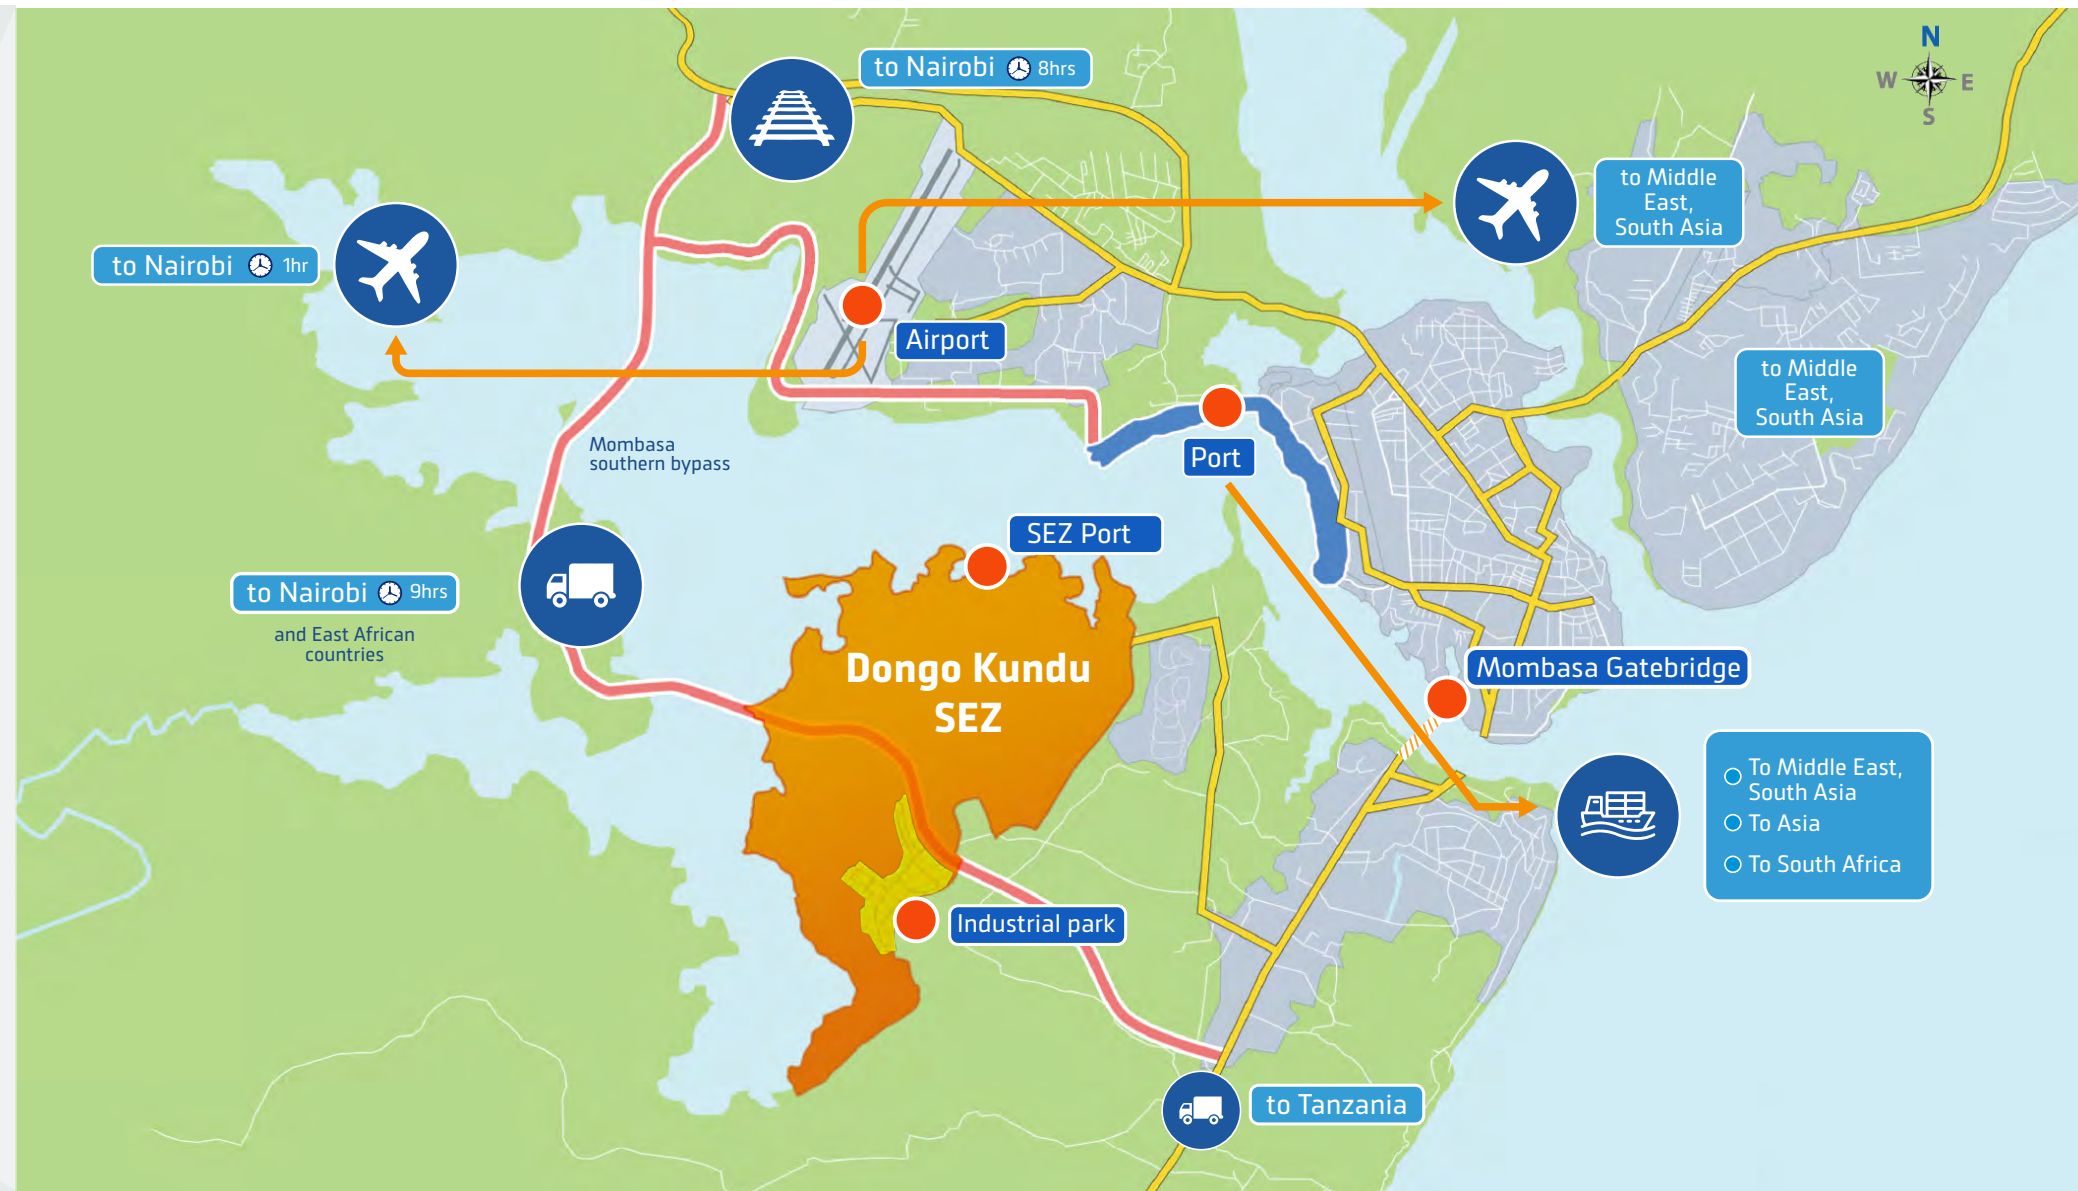 to Nairobi 8hrs
N
W E
S
to Middle
East,
South Asia
to Nairobi 1hr
Airport
to Middle
East,
South Asia
Mombasa
southern bypass
Port
SEZ Port
to Nairobi 9hrs
and East African
countries
Dongo Kundu
SEZ
Mombasa Gatebridge
To Middle East,
South Asia
To Asia
To South Africa
Industrial park
to Tanzania